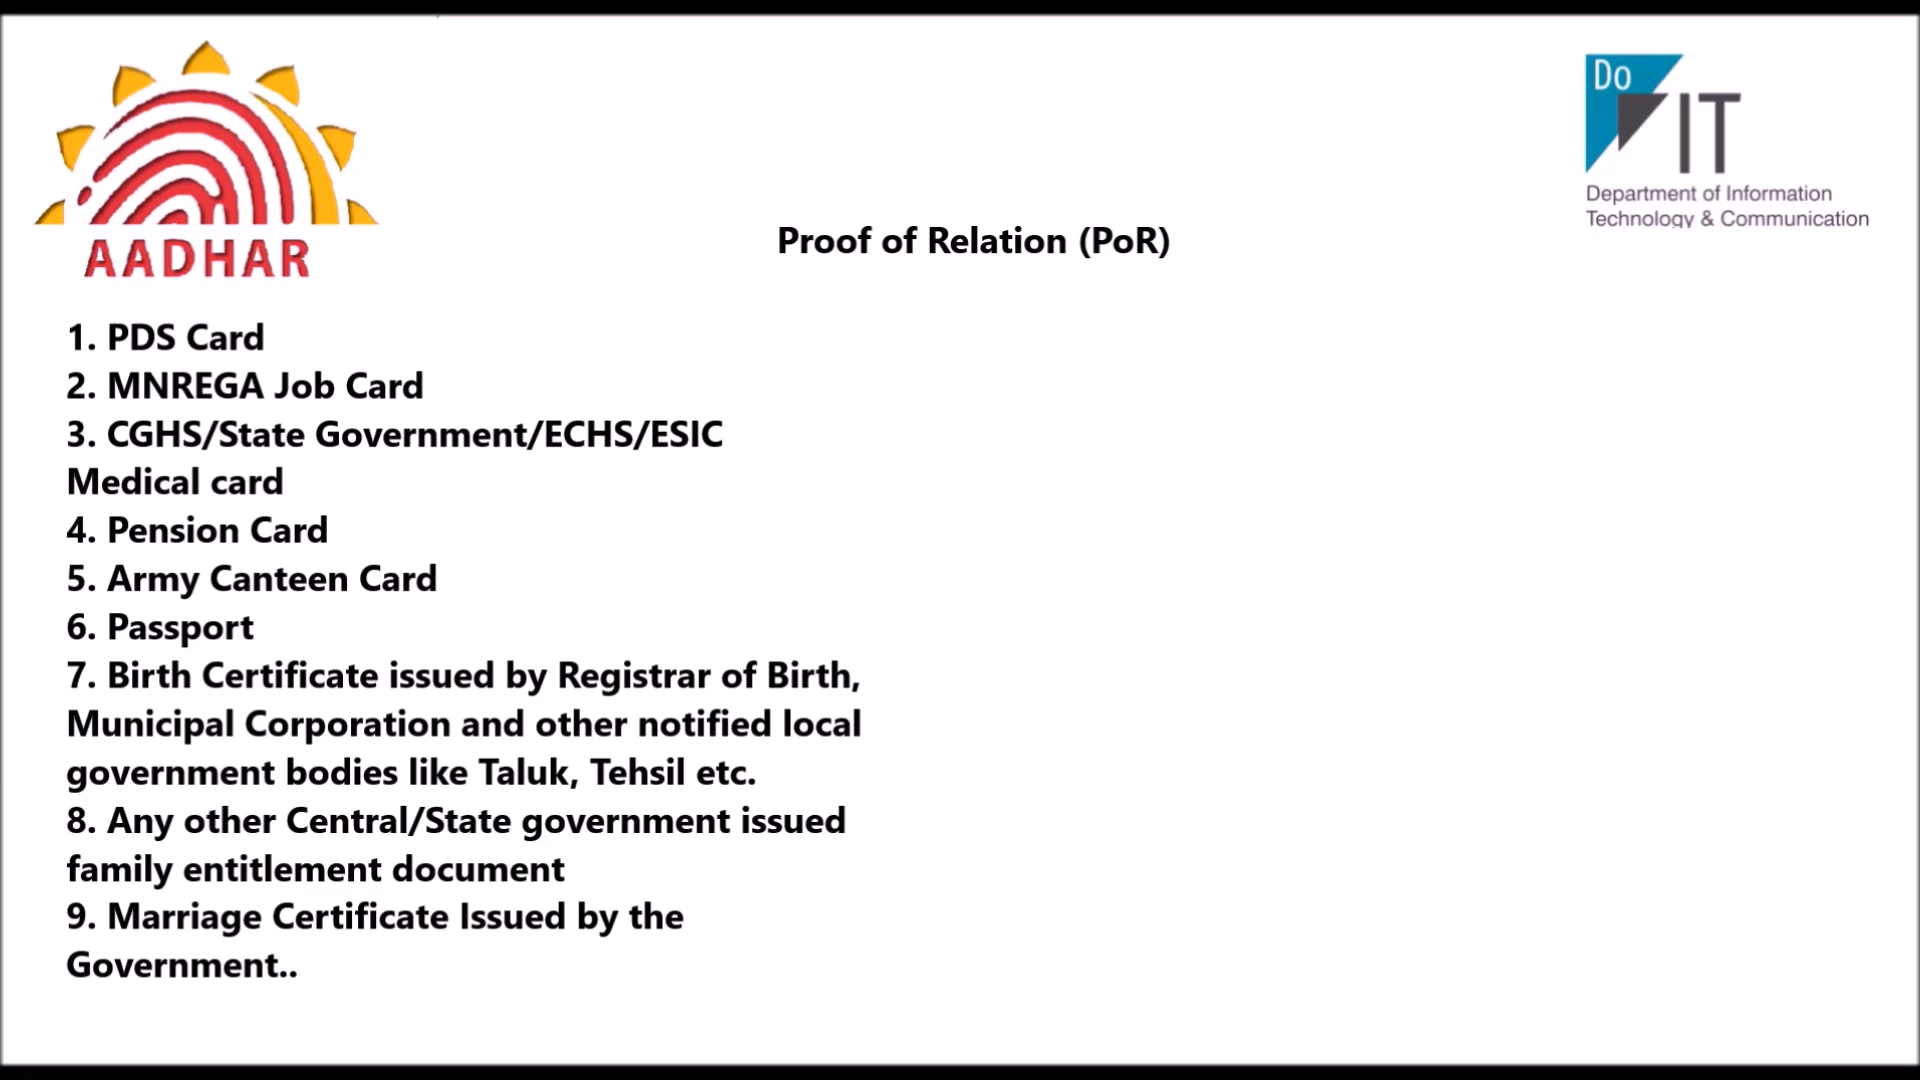 Do
IT
Department of Information
Technology & Communication
AADHAR
Proof of Relation (PoR)
1. PDS Card
2. MNREGA Job Card
3. CGHS/State Government/ECHS/ESIC
Medical card
4. Pension Card
5. Army Canteen Card
6. Passport
7. Birth Certificate issued by Registrar of Birth,
Municipal Corporation and other notified local
government bodies like Taluk, Tehsil etc.
8. Any other Central/State government issued
family entitlement document
9. Marriage Certificate Issued by the
Government..